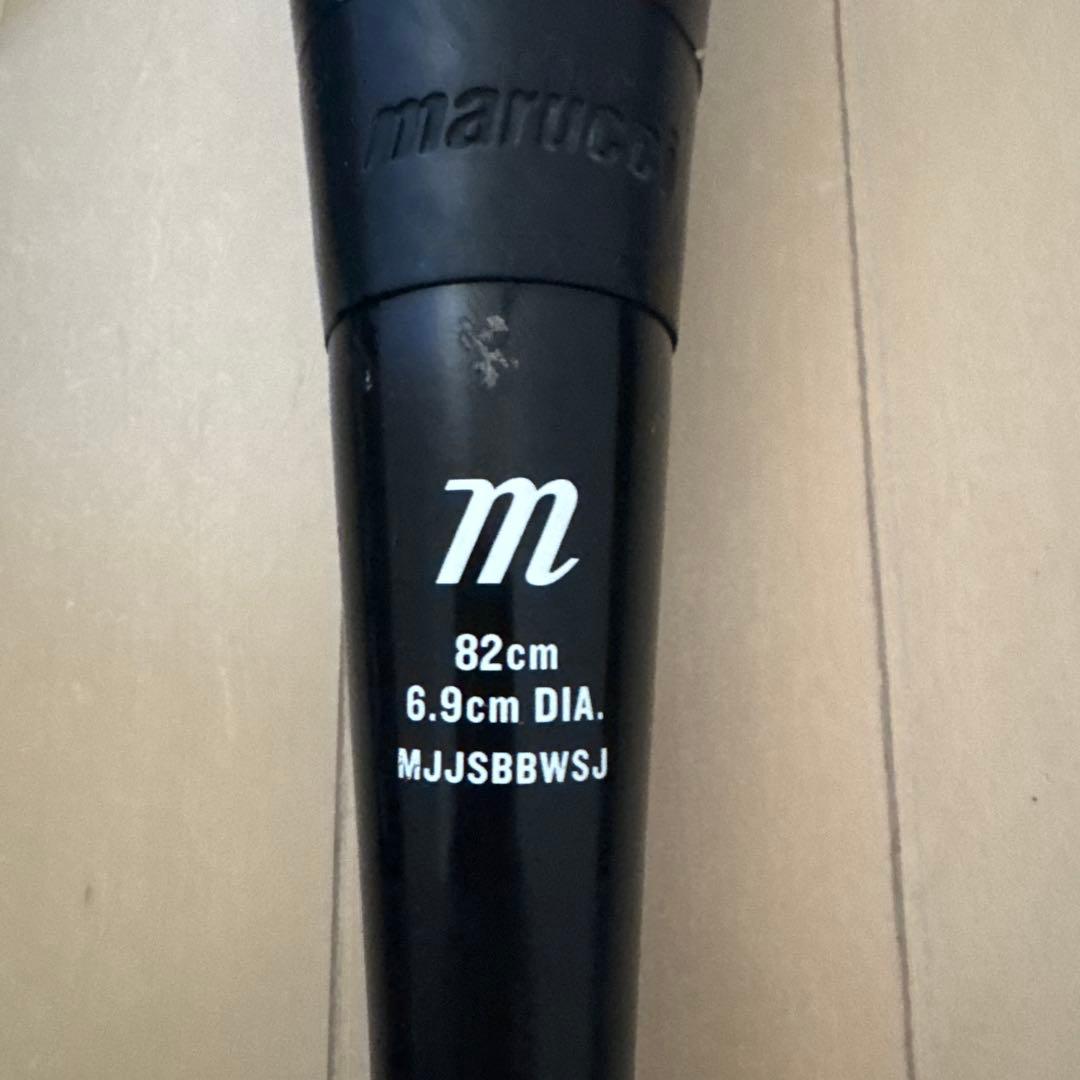 marucci
m
82cm
6.9cm DIA.
MJJSBBWSJ